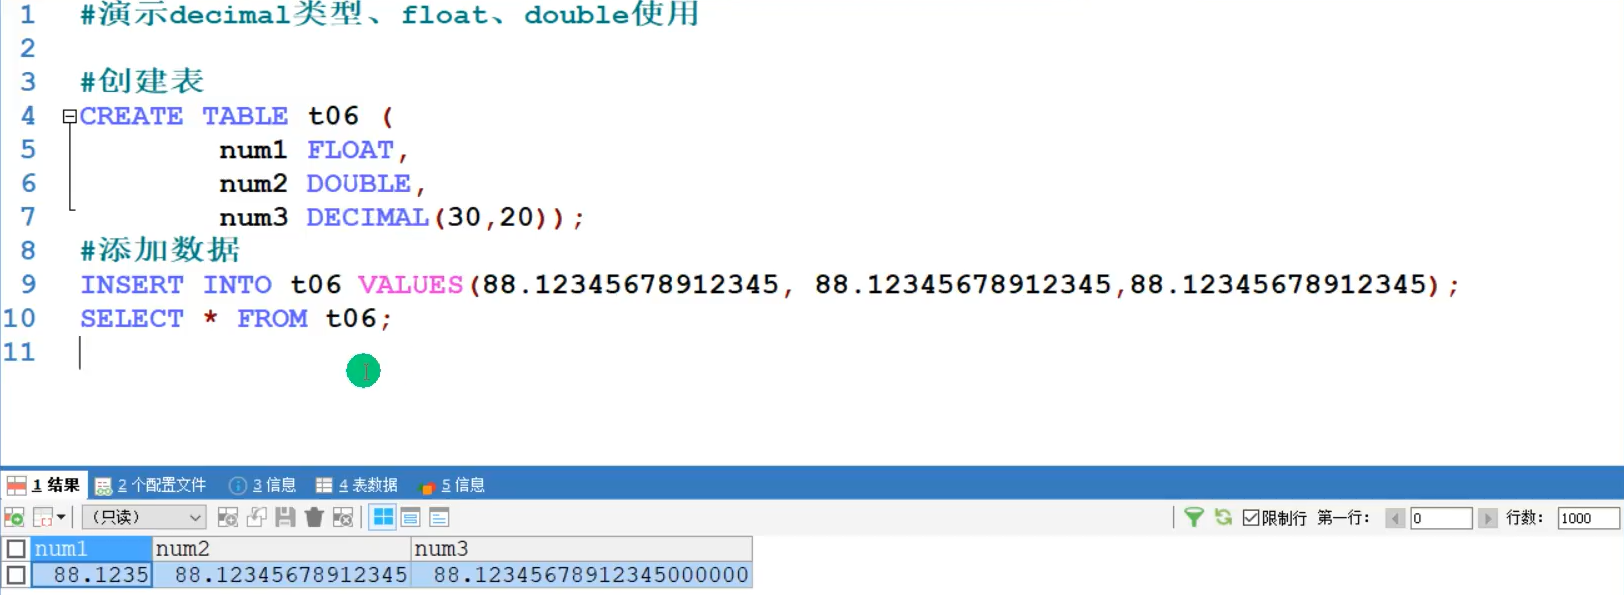 1 #演示decimal类型、float、double使用
2
3 #创建表
4 CREATE TABLE t06 (
5 num1 FLOAT,
6 num2 DOUBLE,
7 num3 DECIMAL(30,20));
8 #添加数据
9 INSERT INTO t06 VALUES(88.12345678912345, 88.12345678912345,88.12345678912345);
10 SELECT * FROM t06;
11
1 结果 2 个配置文件 3 信息 4 表数据 5 信息
（只读） 限制行 第一行： 0 行数： 1000
num1 num2 num3
88.1235 88.12345678912345 88.12345678912345000000